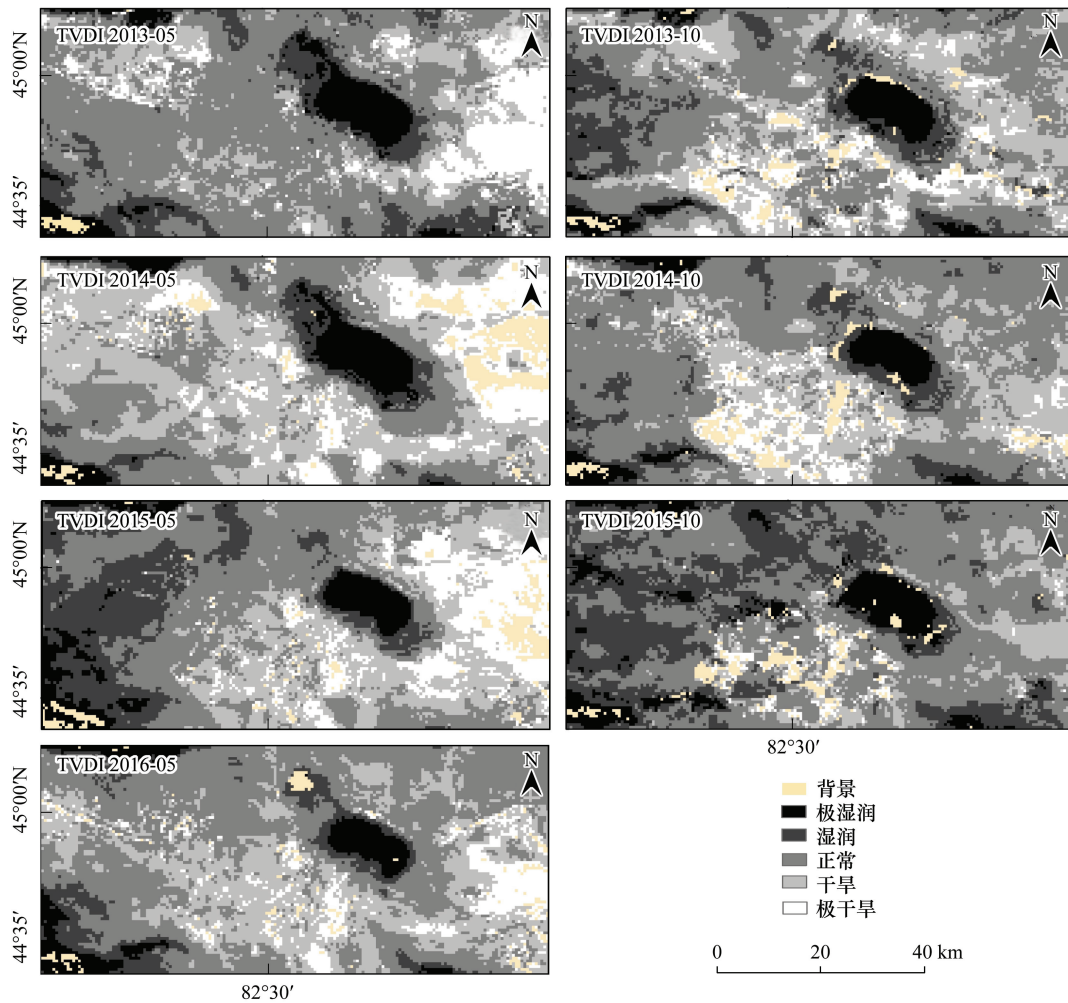 TVDI 2013-05
N
TVDI 2013-10
N
45°00′N
44°35′
TVDI 2014-05
N
TVDI 2014-10
N
45°00′N
44°35′
TVDI 2015-05
N
TVDI 2015-10
N
45°00′N
44°35′
82°30′
TVDI 2016-05
N
45°00′N
44°35′
82°30′
背景
极湿润
湿润
正常
干旱
极干旱
0 20 40 km